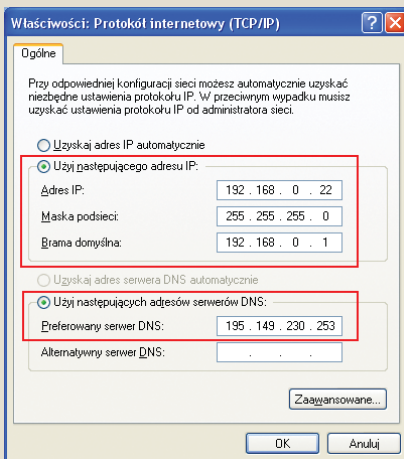 Właściwości: Protokół internetowy (TCP/IP)
Ogólne
Przy odpowiedniej konfiguracji sieci możesz automatycznie uzyskać
niezbędne ustawienia protokołu IP. W przeciwnym wypadku musisz
uzyskać ustawienia protokołu IP od administratora sieci.
Uzyskaj adres IP automatycznie
Użyj następującego adresu IP:
Adres IP: 192 . 168 . 0 . 22
Maska podsieci: 255 . 255 . 255 . 0
Brama domyślna: 192 . 168 . 0 . 1
Uzyskaj adres serwera DNS automatycznie
Użyj następujących adresów serwerów DNS:
Preferowany serwer DNS: 195 . 149 . 230 . 253
Alternatywny serwer DNS: . . .
Zaawansowane...
OK Anuluj